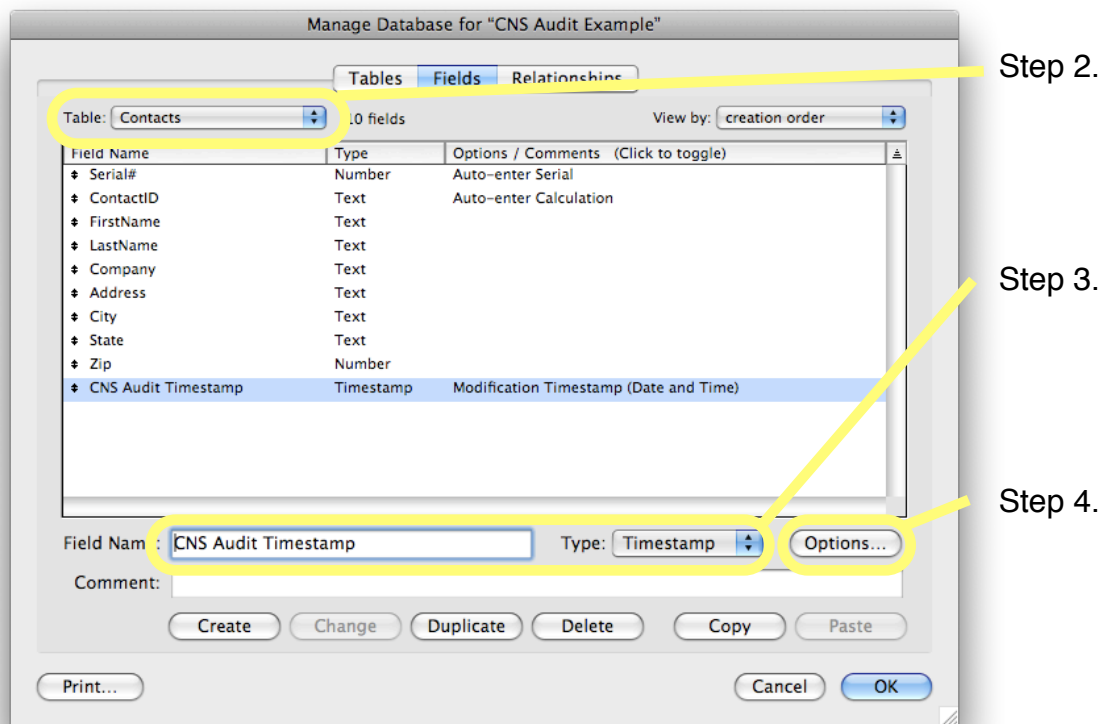 Manage Database for “CNS Audit Example”
Tables Fields Relationships
Step 2.
Table: Contacts 10 fields View by: creation order
Field Name Type Options / Comments (Click to toggle)
Serial# Number Auto-enter Serial
ContactID Text Auto-enter Calculation
FirstName Text
LastName Text
Company Text
Step 3.
Address Text
City Text
State Text
Zip Number
CNS Audit Timestamp Timestamp Modification Timestamp (Date and Time)
Step 4.
Field Name: CNS Audit Timestamp Type: Timestamp Options...
Comment:
Create Change Duplicate Delete Copy Paste
Print... Cancel OK